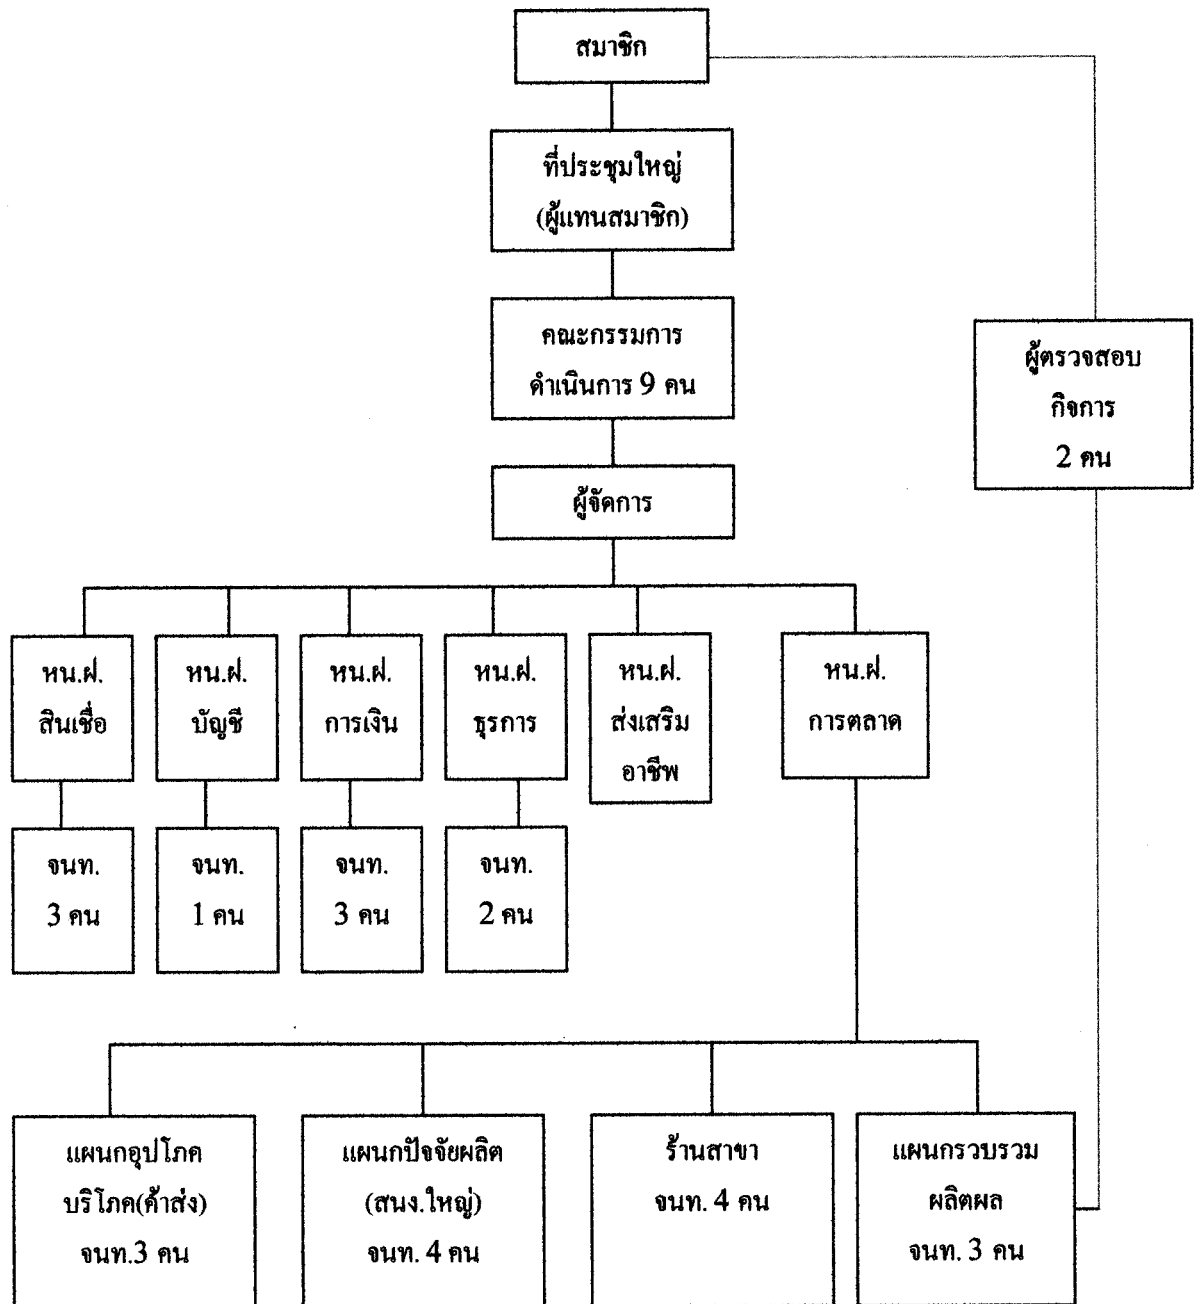 สมาชิก
ที่ประชุมใหญ่
(ผู้แทนสมาชิก)
คณะกรรมการ
ดำเนินการ 9 คน
ผู้ตรวจสอบ
กิจการ
2 คน
ผู้จัดการ
หน.ฝ.
สินเชื่อ
หน.ฝ.
บัญชี
หน.ฝ.
การเงิน
หน.ฝ.
ธุรการ
หน.ฝ.
ส่งเสริม
อาชีพ
หน.ฝ.
การตลาด
จนท.
3 คน
จนท.
1 คน
จนท.
3 คน
จนท.
2 คน
แผนกอุปโภค
บริโภค(ค้าส่ง)
จนท.3 คน
แผนกปัจจัยผลิต
(สนง.ใหญ่)
จนท. 4 คน
ร้านสาขา
จนท. 4 คน
แผนกรวบรวม
ผลิตผล
จนท. 3 คน